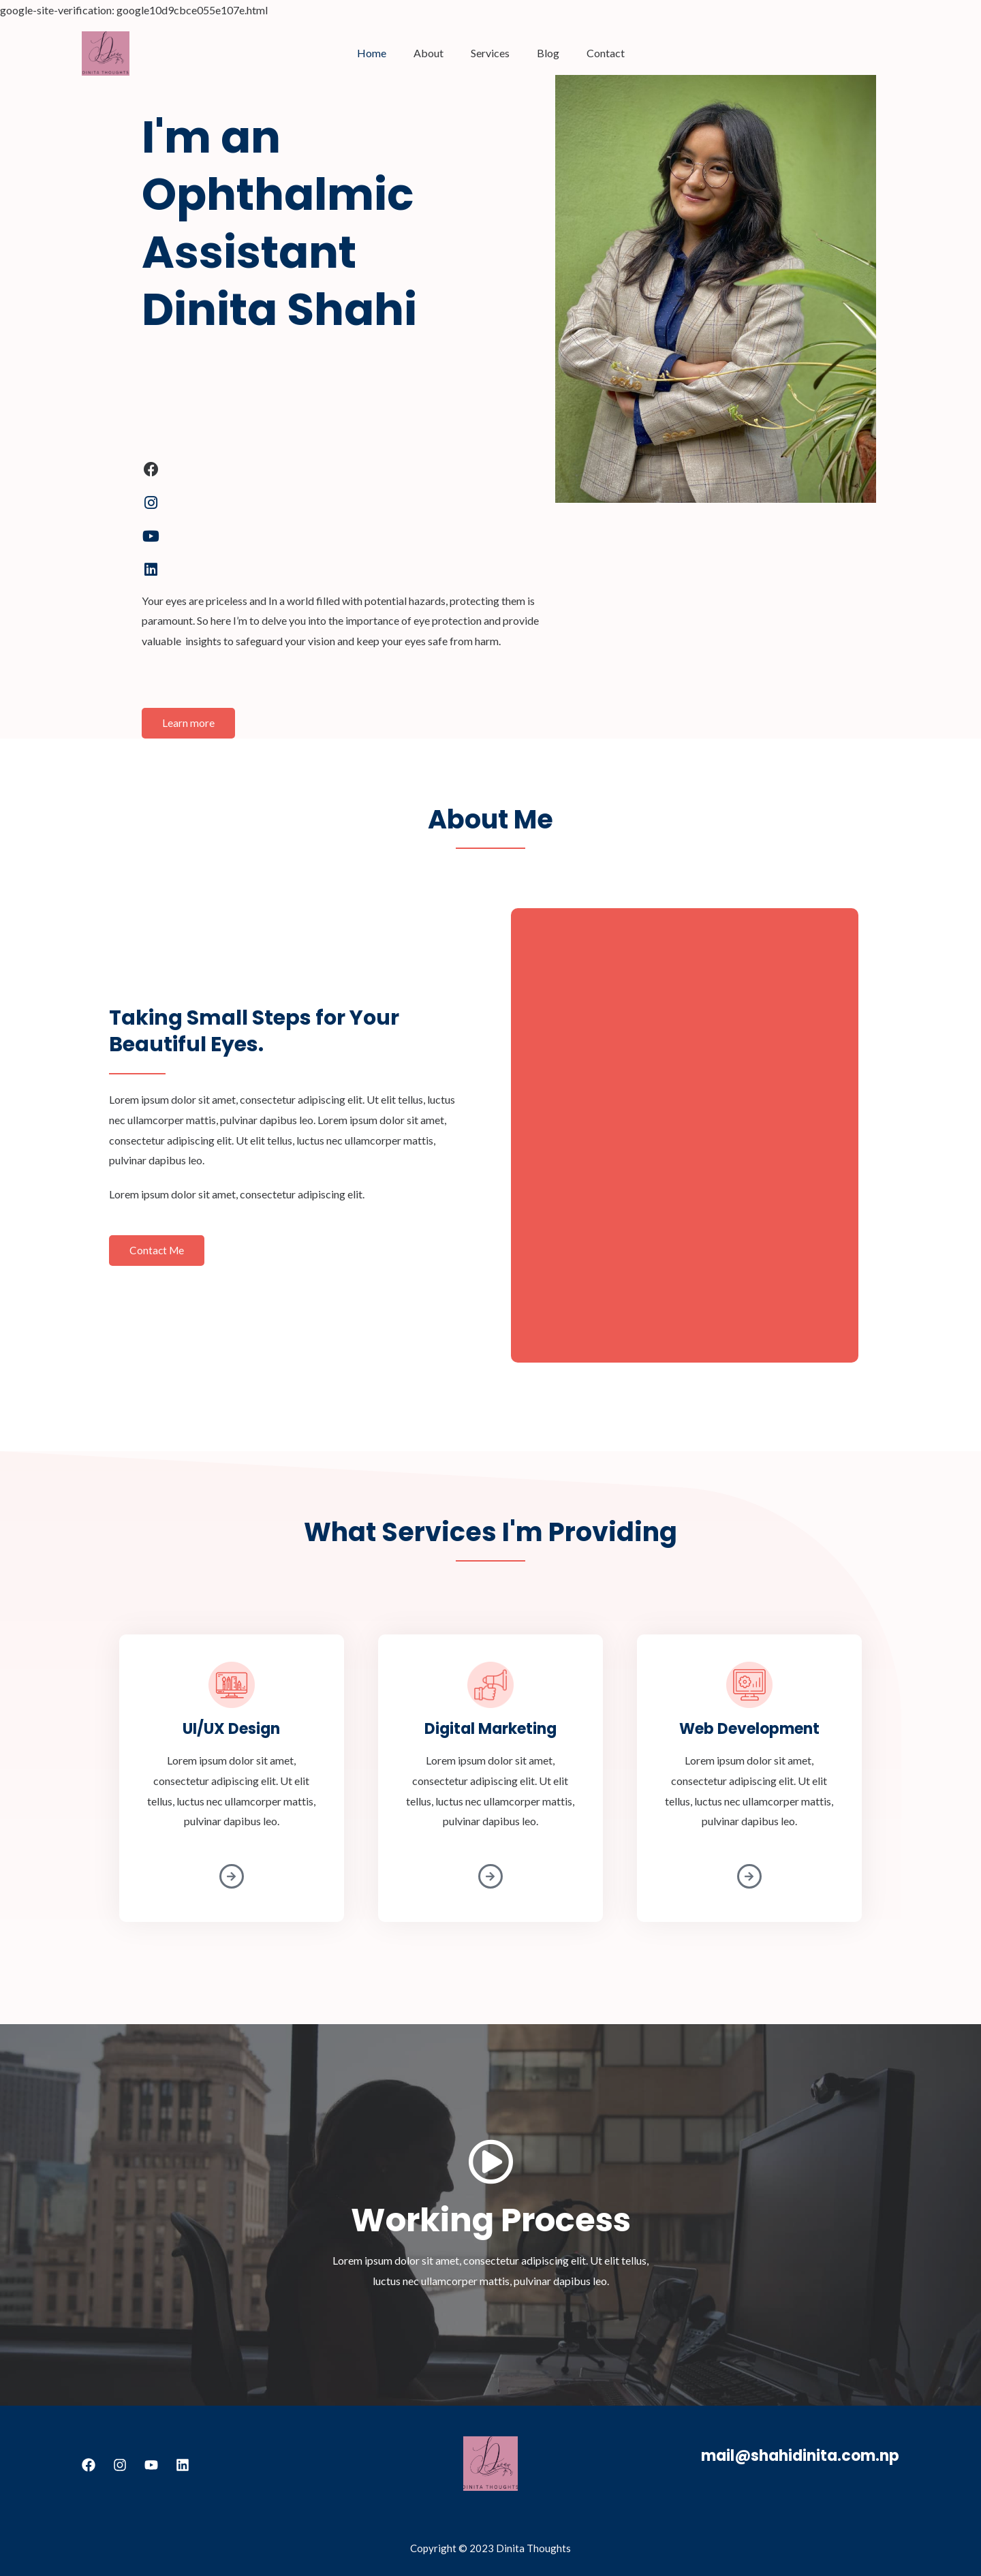 google-site-verification: google10d9cbce055e107e.html
DINITA THOUGHTS
Home About Services Blog Contact
I'm an
Ophthalmic
Assistant
Dinita Shahi
Your eyes are priceless and In a world filled with potential hazards, protecting them is
paramount. So here I'm to delve you into the importance of eye protection and provide
valuable insights to safeguard your vision and keep your eyes safe from harm.
Learn more
About Me
Taking Small Steps for Your
Beautiful Eyes.
Lorem ipsum dolor sit amet, consectetur adipiscing elit. Ut elit tellus, luctus
nec ullamcorper mattis, pulvinar dapibus leo. Lorem ipsum dolor sit amet,
consectetur adipiscing elit. Ut elit tellus, luctus nec ullamcorper mattis,
pulvinar dapibus leo.
Lorem ipsum dolor sit amet, consectetur adipiscing elit.
Contact Me
What Services I'm Providing
UI/UX Design
Lorem ipsum dolor sit amet,
consectetur adipiscing elit. Ut elit
tellus, luctus nec ullamcorper mattis,
pulvinar dapibus leo.
Digital Marketing
Lorem ipsum dolor sit amet,
consectetur adipiscing elit. Ut elit
tellus, luctus nec ullamcorper mattis,
pulvinar dapibus leo.
Web Development
Lorem ipsum dolor sit amet,
consectetur adipiscing elit. Ut elit
tellus, luctus nec ullamcorper mattis,
pulvinar dapibus leo.
Working Process
Lorem ipsum dolor sit amet, consectetur adipiscing elit. Ut elit tellus,
luctus nec ullamcorper mattis, pulvinar dapibus leo.
DINITA THOUGHTS
mail@shahidinita.com.np
Copyright © 2023 Dinita Thoughts